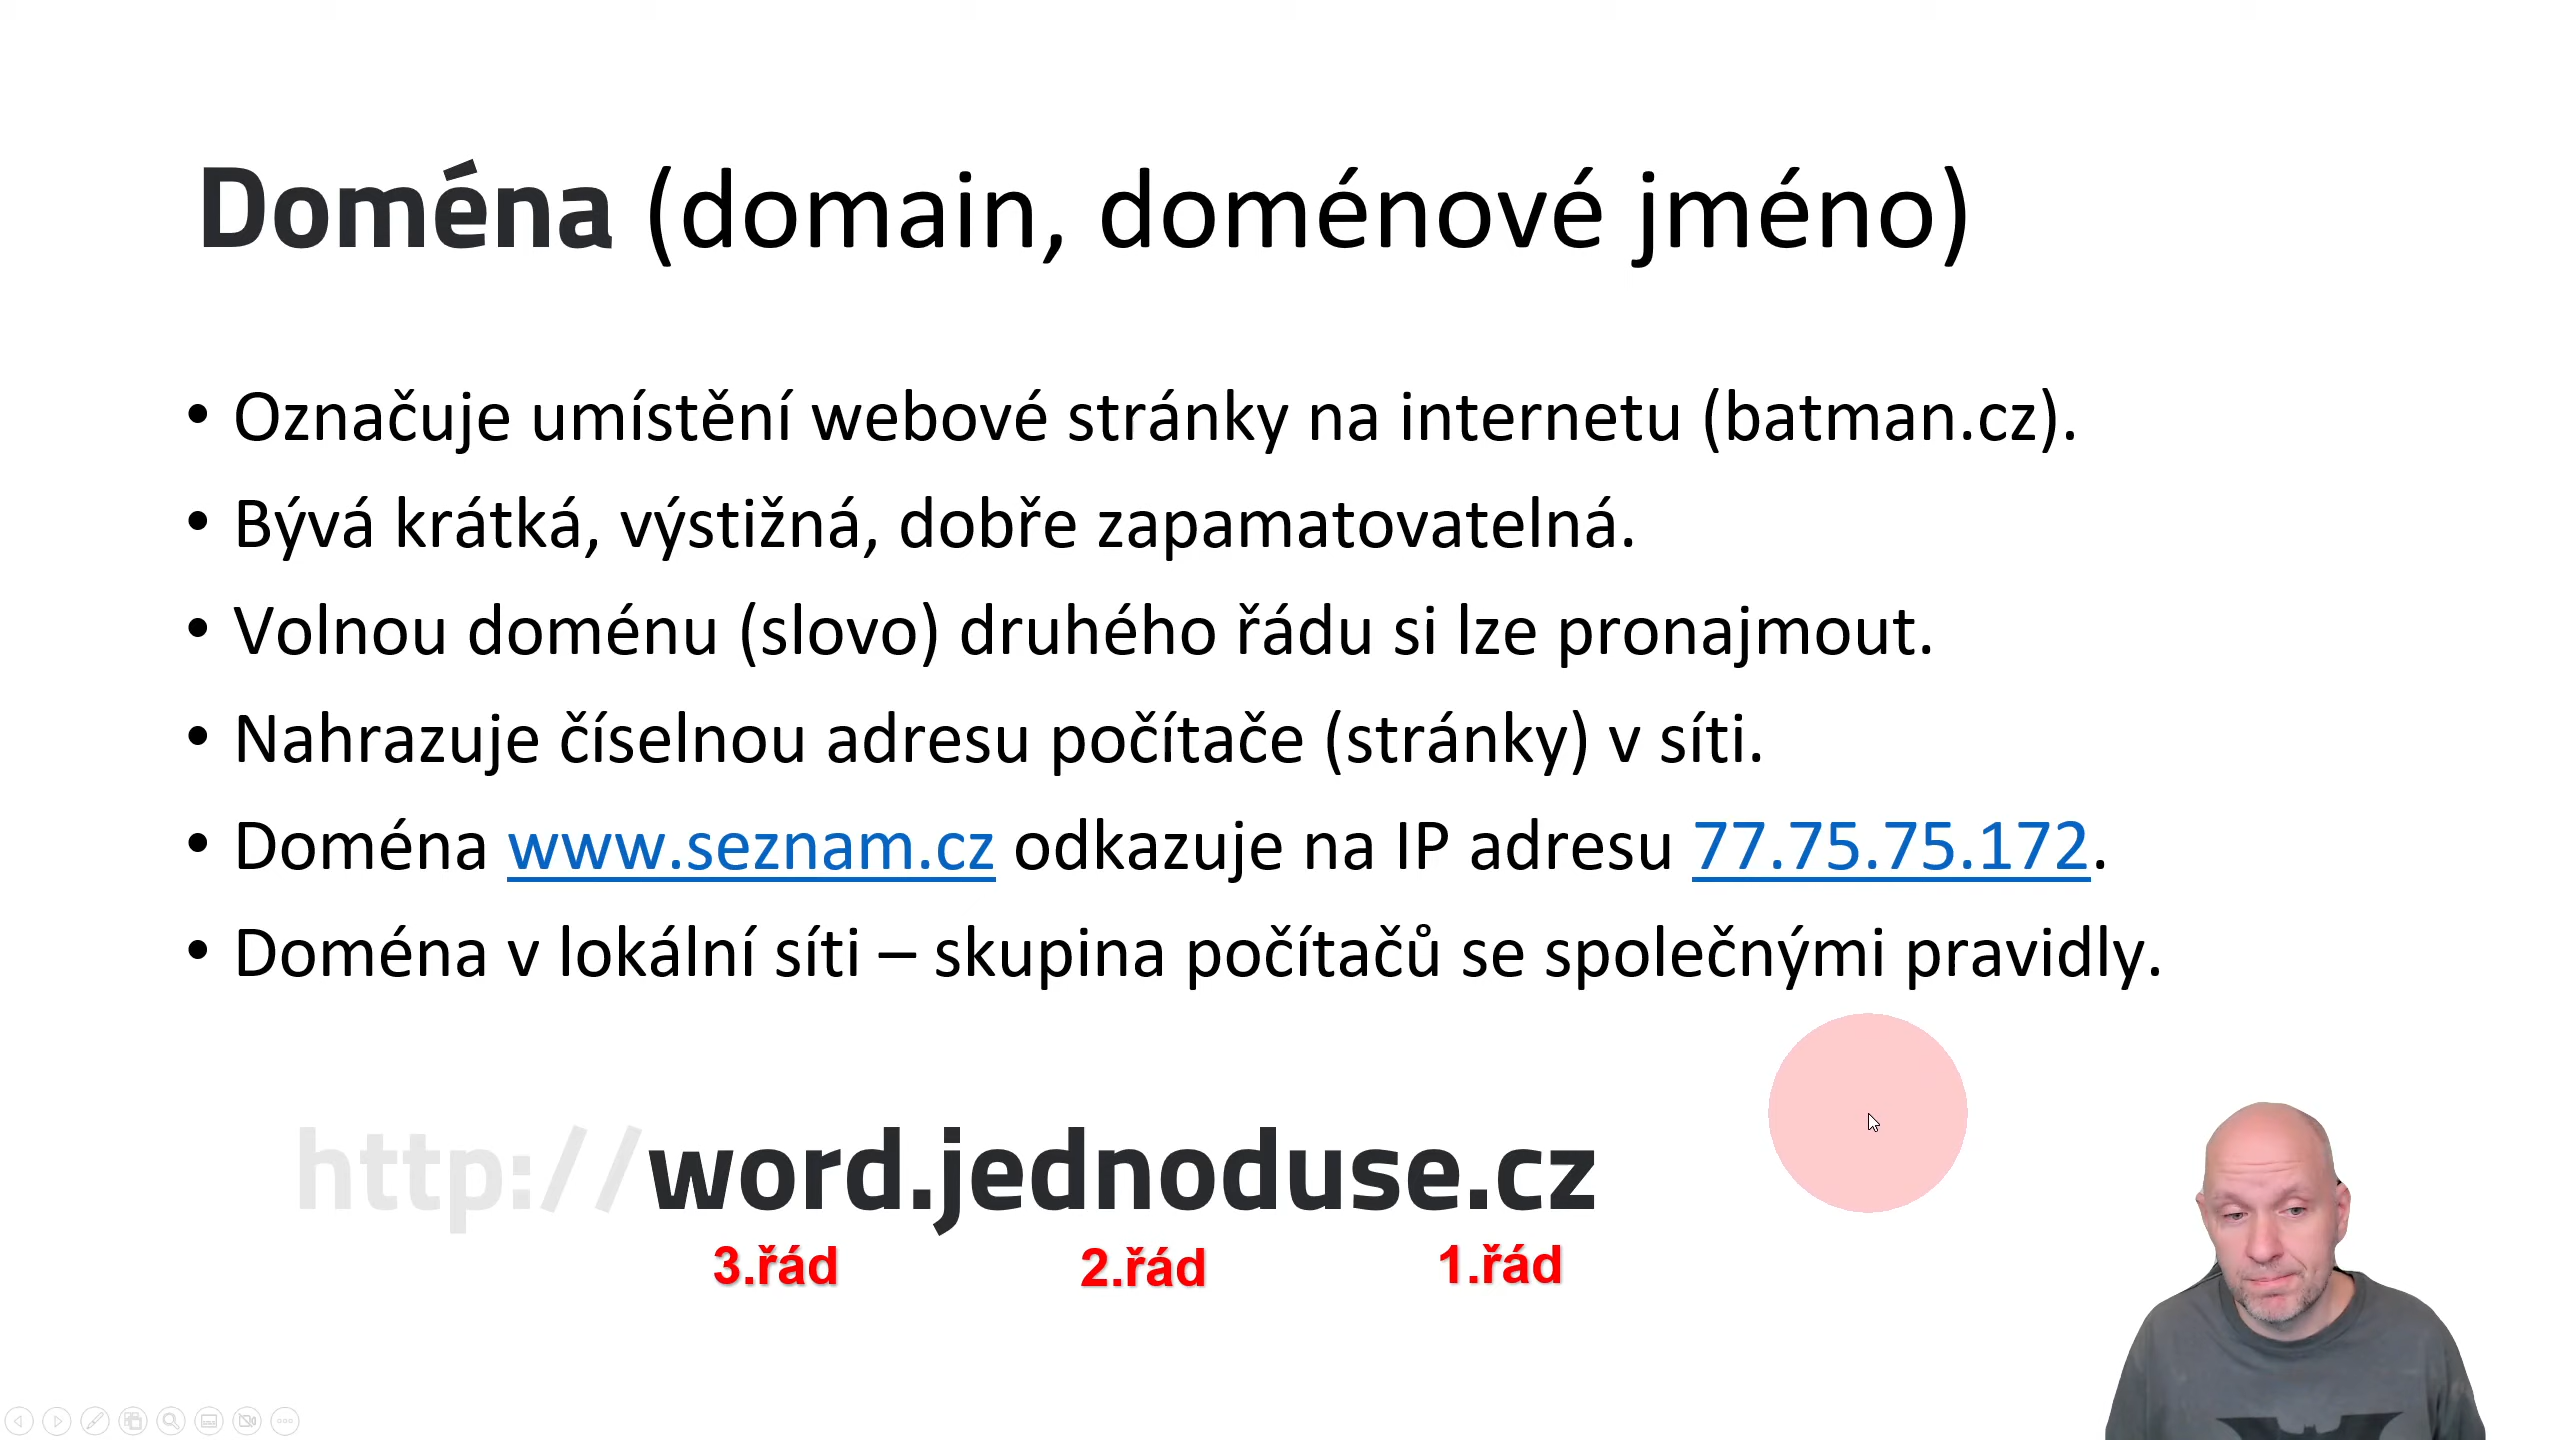 Doména (domain, doménové jméno)
• Označuje umístění webové stránky na internetu (batman.cz).
• Bývá krátká, výstižná, dobře zapamatovatelná.
• Volnou doménu (slovo) druhého řádu si lze pronajmout.
• Nahrazuje číselnou adresu počítače (stránky) v síti.
• Doména www.seznam.cz odkazuje na IP adresu 77.75.75.172.
• Doména v lokální síti – skupina počítačů se společnými pravidly.
http://word.jednoduse.cz
3.řád 2.řád 1.řád